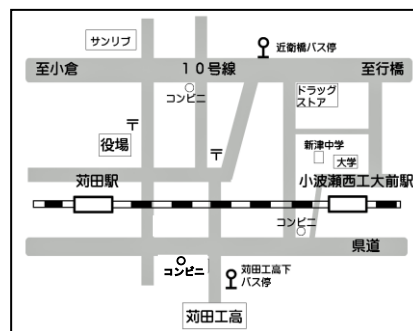 サンリブ
近衛橋バス停
至小倉
10号線
至行橋
コンビニ
ドラッグ
ストア
〒
役場
〒
新津中学
大学
苅田駅
小波瀬西工大前駅
コンビニ
県道
コンビニ
苅田工高下
バス停
苅田工高